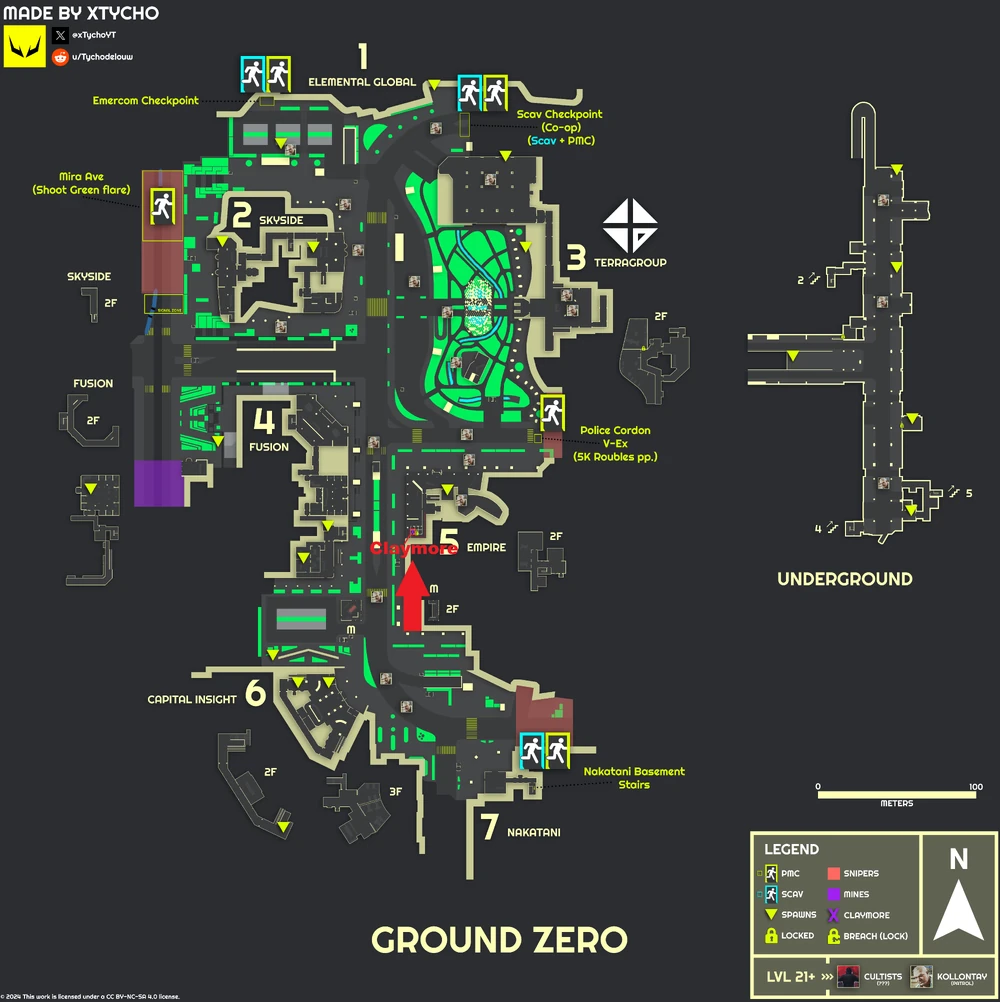 MADE BY XTYCHO
@xTychoYT
u/Tychodelouw
1
ELEMENTAL GLOBAL
Emercom Checkpoint
Scav Checkpoint
(Co-op)
(Scav + PMC)
Mira Ave
(Shoot Green flare)
2 SKYSIDE
3 TERRAGROUP
SKYSIDE
2F
SIGNAL ZONE
2F
FUSION
2F
4
FUSION
Police Cordon
V-Ex
(5K Roubles pp.)
Claymore
5 EMPIRE
2F
m
2F
m
CAPITAL INSIGHT 6
2F
3F
Nakatani Basement
Stairs
7 NAKATANI
2
5
4
UNDERGROUND
0 100
METERS
LEGEND
PMC
SNIPERS
SCAV
MINES
SPAWNS
CLAYMORE
LOCKED
BREACH (LOCK)
N
LVL 21+ >>>
CULTISTS
(???)
KOLLONTAY
(PATROL)
GROUND ZERO
© 2024 This work is licensed under a CC BY-NC-SA 4.0 license.